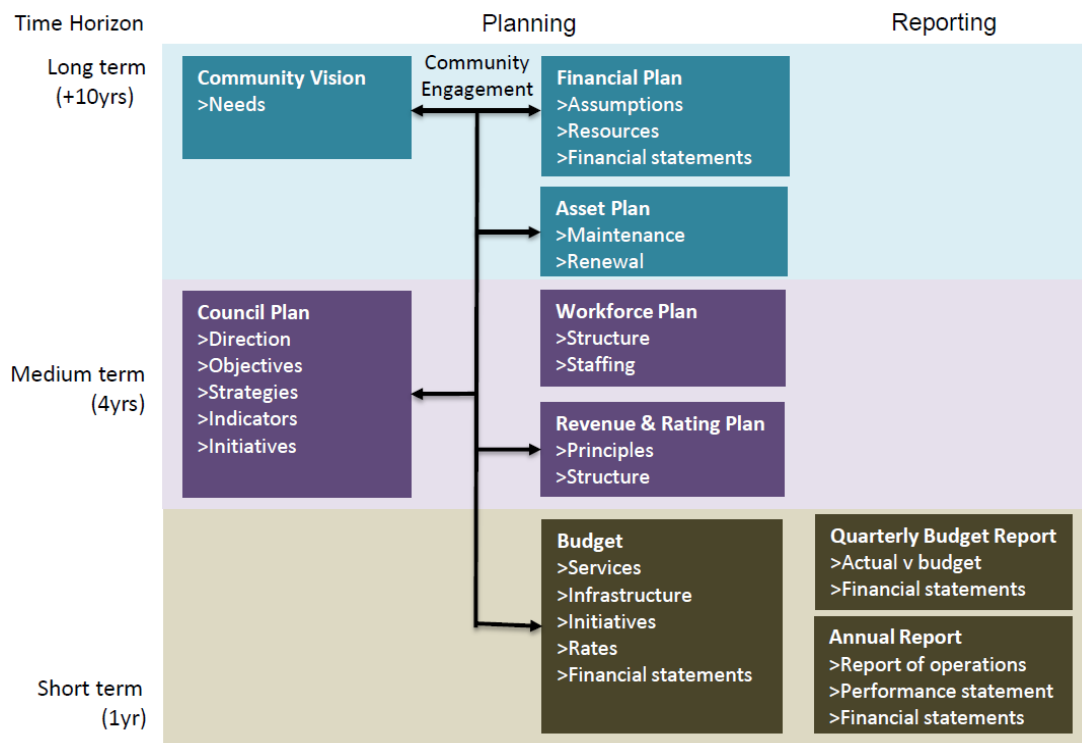 Time Horizon
Planning
Reporting
Long term
(+10yrs)
Community Vision
>Needs
Community
Engagement
Financial Plan
>Assumptions
>Resources
>Financial statements
Asset Plan
>Maintenance
>Renewal
Medium term
(4yrs)
Council Plan
>Direction
>Objectives
>Strategies
>Indicators
>Initiatives
Workforce Plan
>Structure
>Staffing
Revenue & Rating Plan
>Principles
>Structure
Short term
(1yr)
Budget
>Services
>Infrastructure
>Initiatives
>Rates
>Financial statements
Quarterly Budget Report
>Actual v budget
>Financial statements
Annual Report
>Report of operations
>Performance statement
>Financial statements